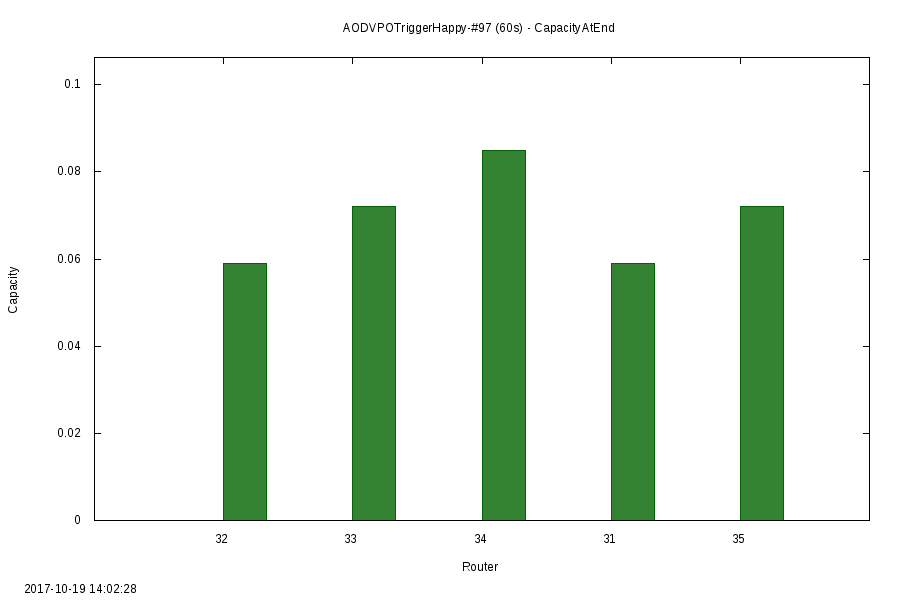 AODVPOTriggerHappy-#97 (60s) - CapacityAtEnd
0.1
0.08
0.06
0.04
0.02
0
Capacity
32 33 34 31 35
Router
2017-10-19 14:02:28